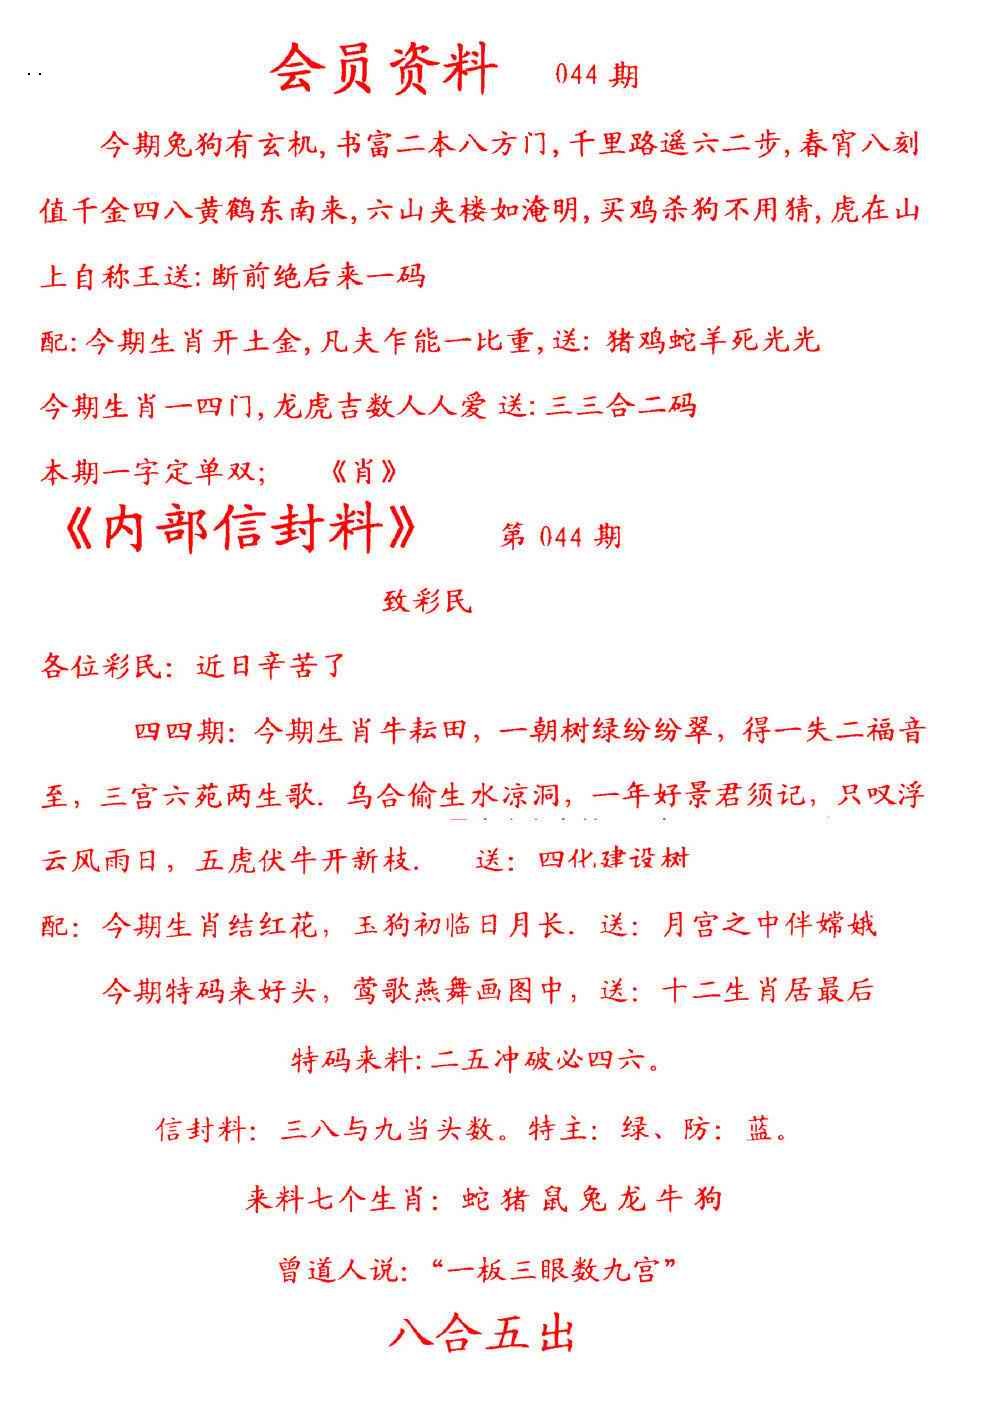 会员资料 044期
今期兔狗有玄机,书富二本八方门,千里路遥六二步,春宵八刻
值千金四八黄鹤东南来,六山夹楼如淹明,买鸡杀狗不用猜,虎在山
上自称王送:断前绝后来一码
配:今期生肖开土金,凡夫乍能一比重,送:猪鸡蛇羊死光光
今期生肖一四门,龙虎吉数人人爱 送:三三合二码
本期一字定单双; 《肖》
《内部信封料》 第044期
致彩民
各位彩民：近日辛苦了
四四期：今期生肖牛耘田，一朝树绿纷纷翠，得一失二福音
至，三宫六苑两生歌．乌合偷生水凉洞，一年好景君须记，只叹浮
云风雨日，五虎伏牛开新枝． 送：四化建设树
配：今期生肖结红花，玉狗初临日月长．送：月宫之中伴嫦娥
今期特码来好头，莺歌燕舞画图中，送：十二生肖居最后
特码来料:二五冲破必四六。
信封料：三八与九当头数。特主：绿、防：蓝。
来料七个生肖：蛇猪鼠兔龙牛狗
曾道人说：“一板三眼数九宫”
八合五出